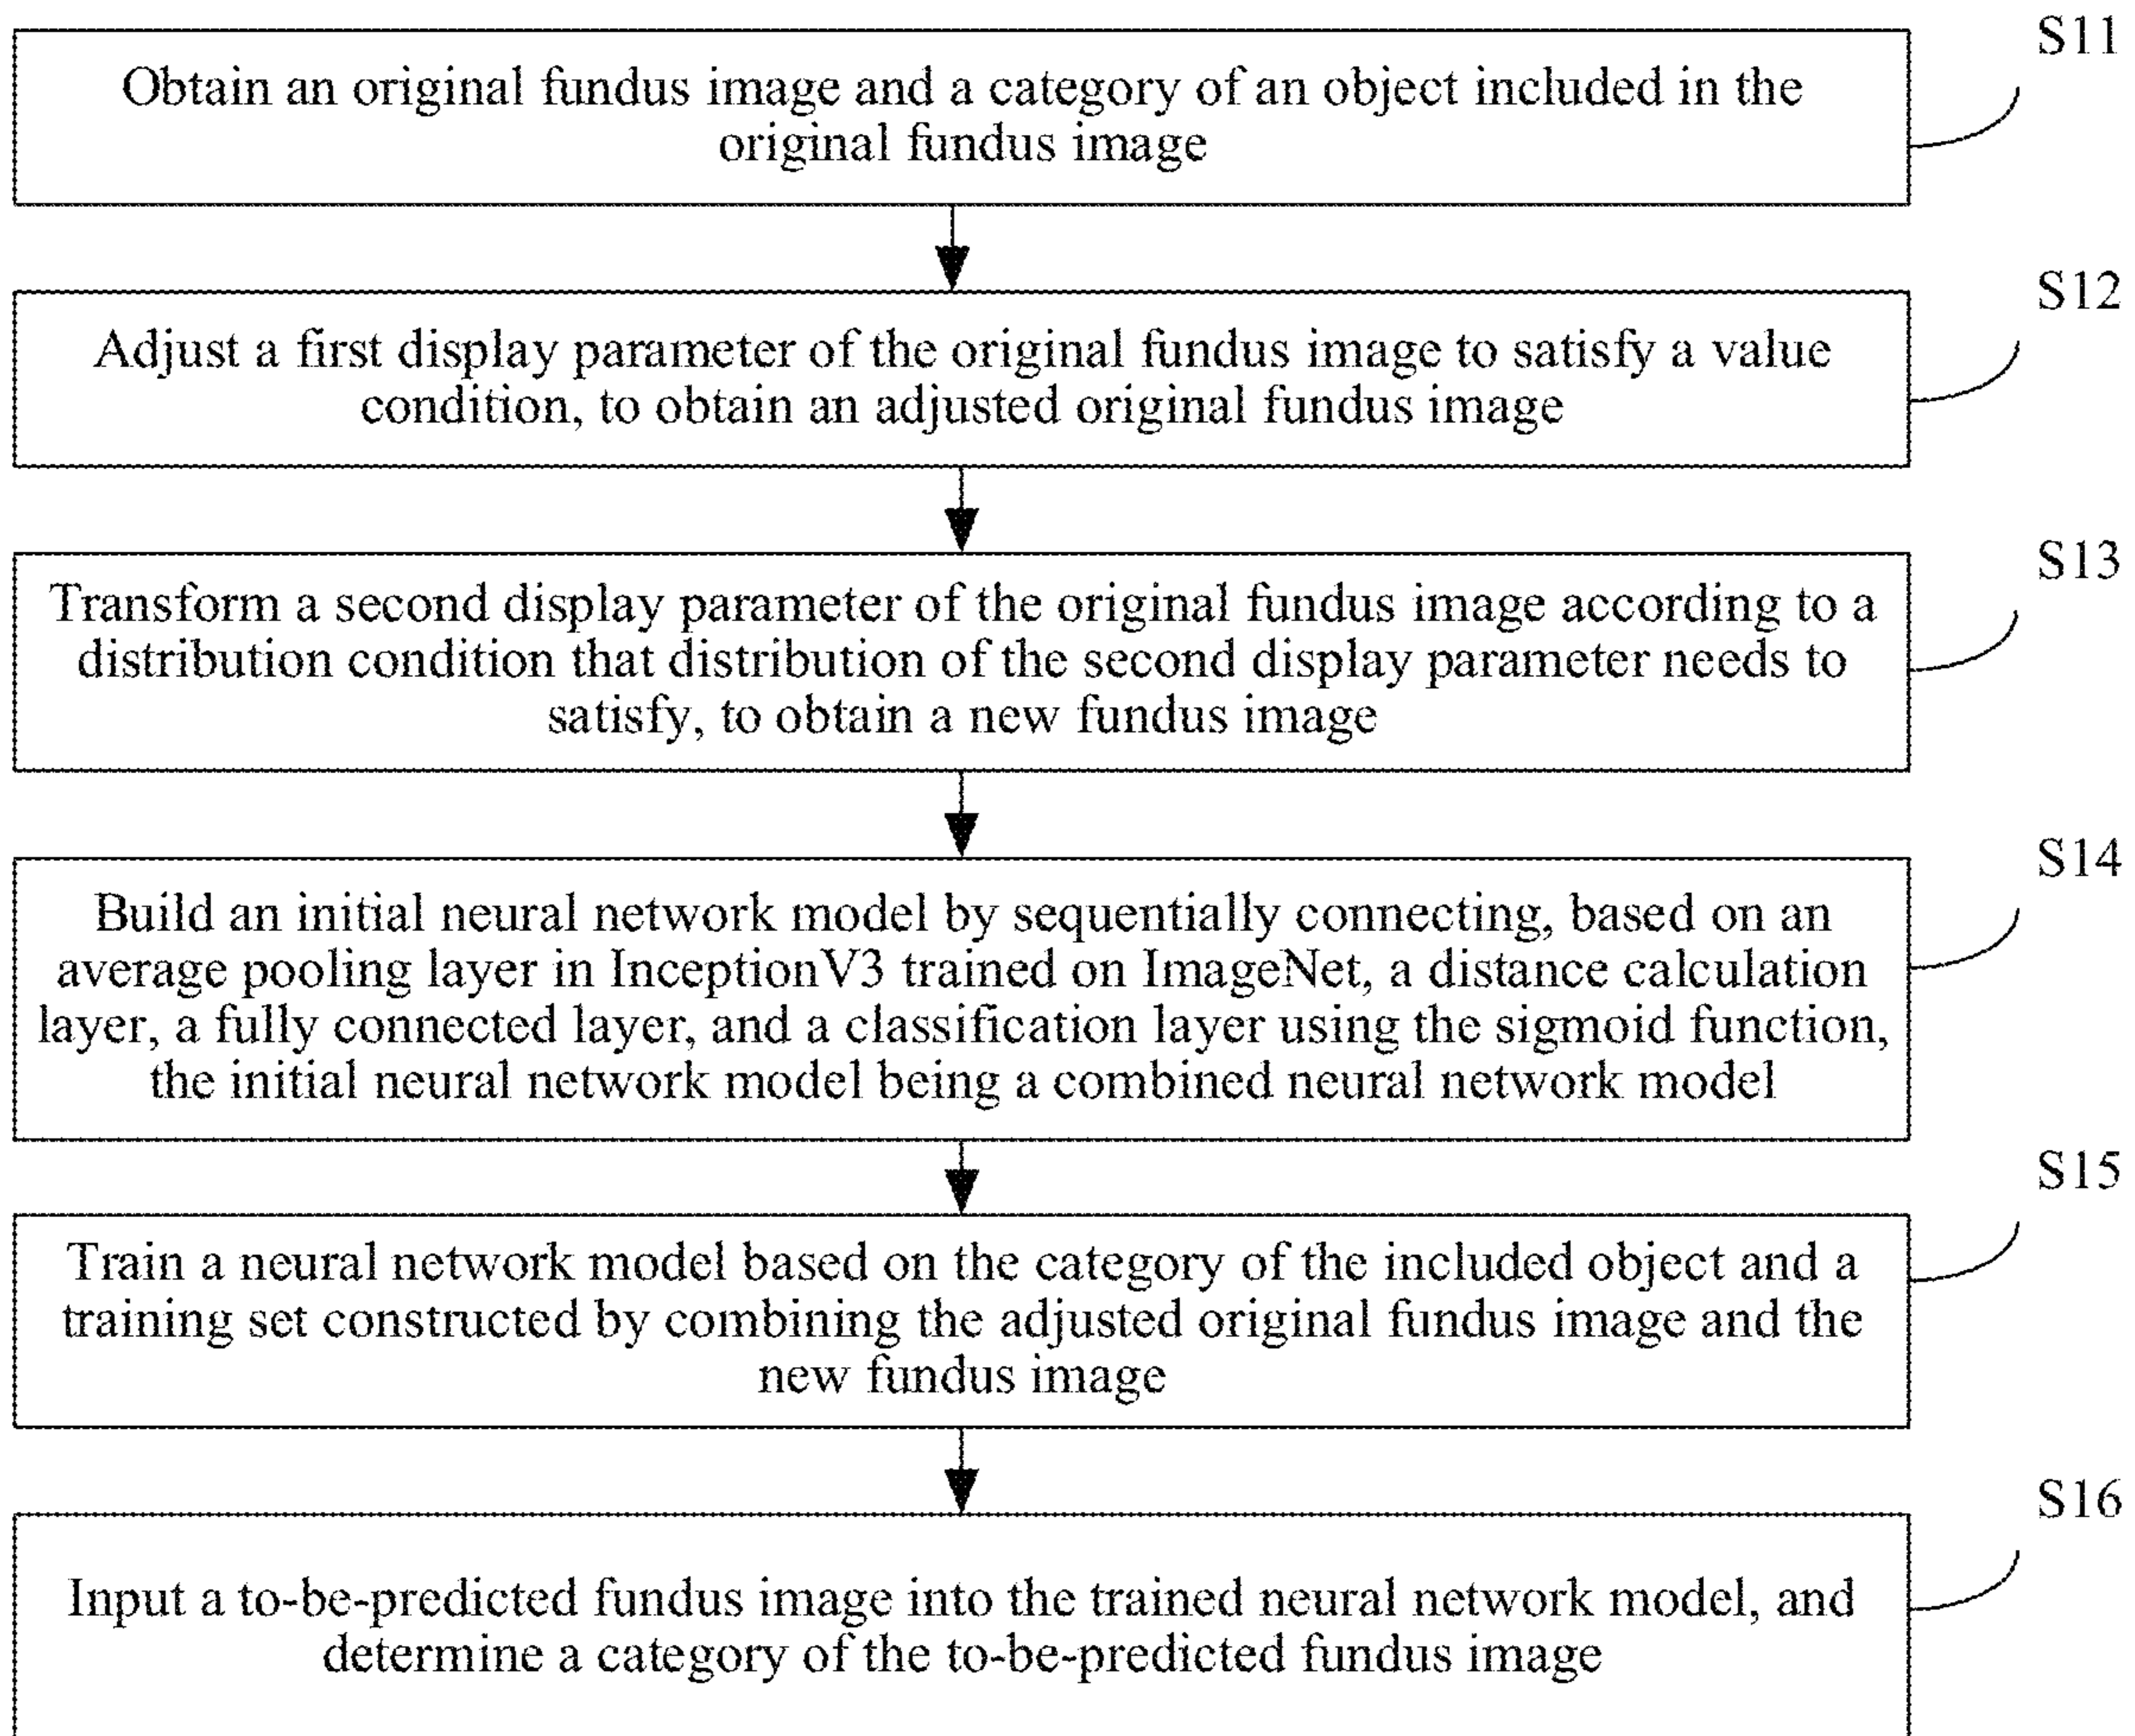 S11
Obtain an original fundus image and a category of an object included in the
original fundus image
S12
Adjust a first display parameter of the original fundus image to satisfy a value
condition, to obtain an adjusted original fundus image
S13
Transform a second display parameter of the original fundus image according to a
distribution condition that distribution of the second display parameter needs to
satisfy, to obtain a new fundus image
S14
Build an initial neural network model by sequentially connecting, based on an
average pooling layer in InceptionV3 trained on ImageNet, a distance calculation
layer, a fully connected layer, and a classification layer using the sigmoid function,
the initial neural network model being a combined neural network model
S15
Train a neural network model based on the category of the included object and a
training set constructed by combining the adjusted original fundus image and the
new fundus image
S16
Input a to-be-predicted fundus image into the trained neural network model, and
determine a category of the to-be-predicted fundus image